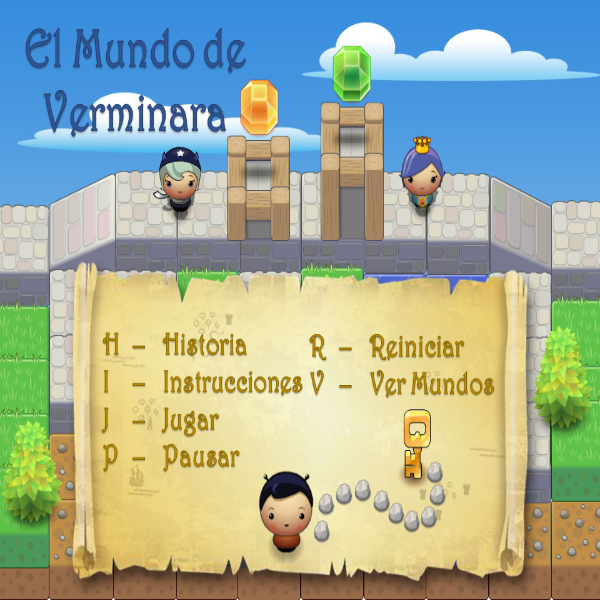 El Mundo de
Verminara
H – Historia
I – Instrucciones
J – Jugar
P – Pausar
R – Reiniciar
V – Ver Mundos